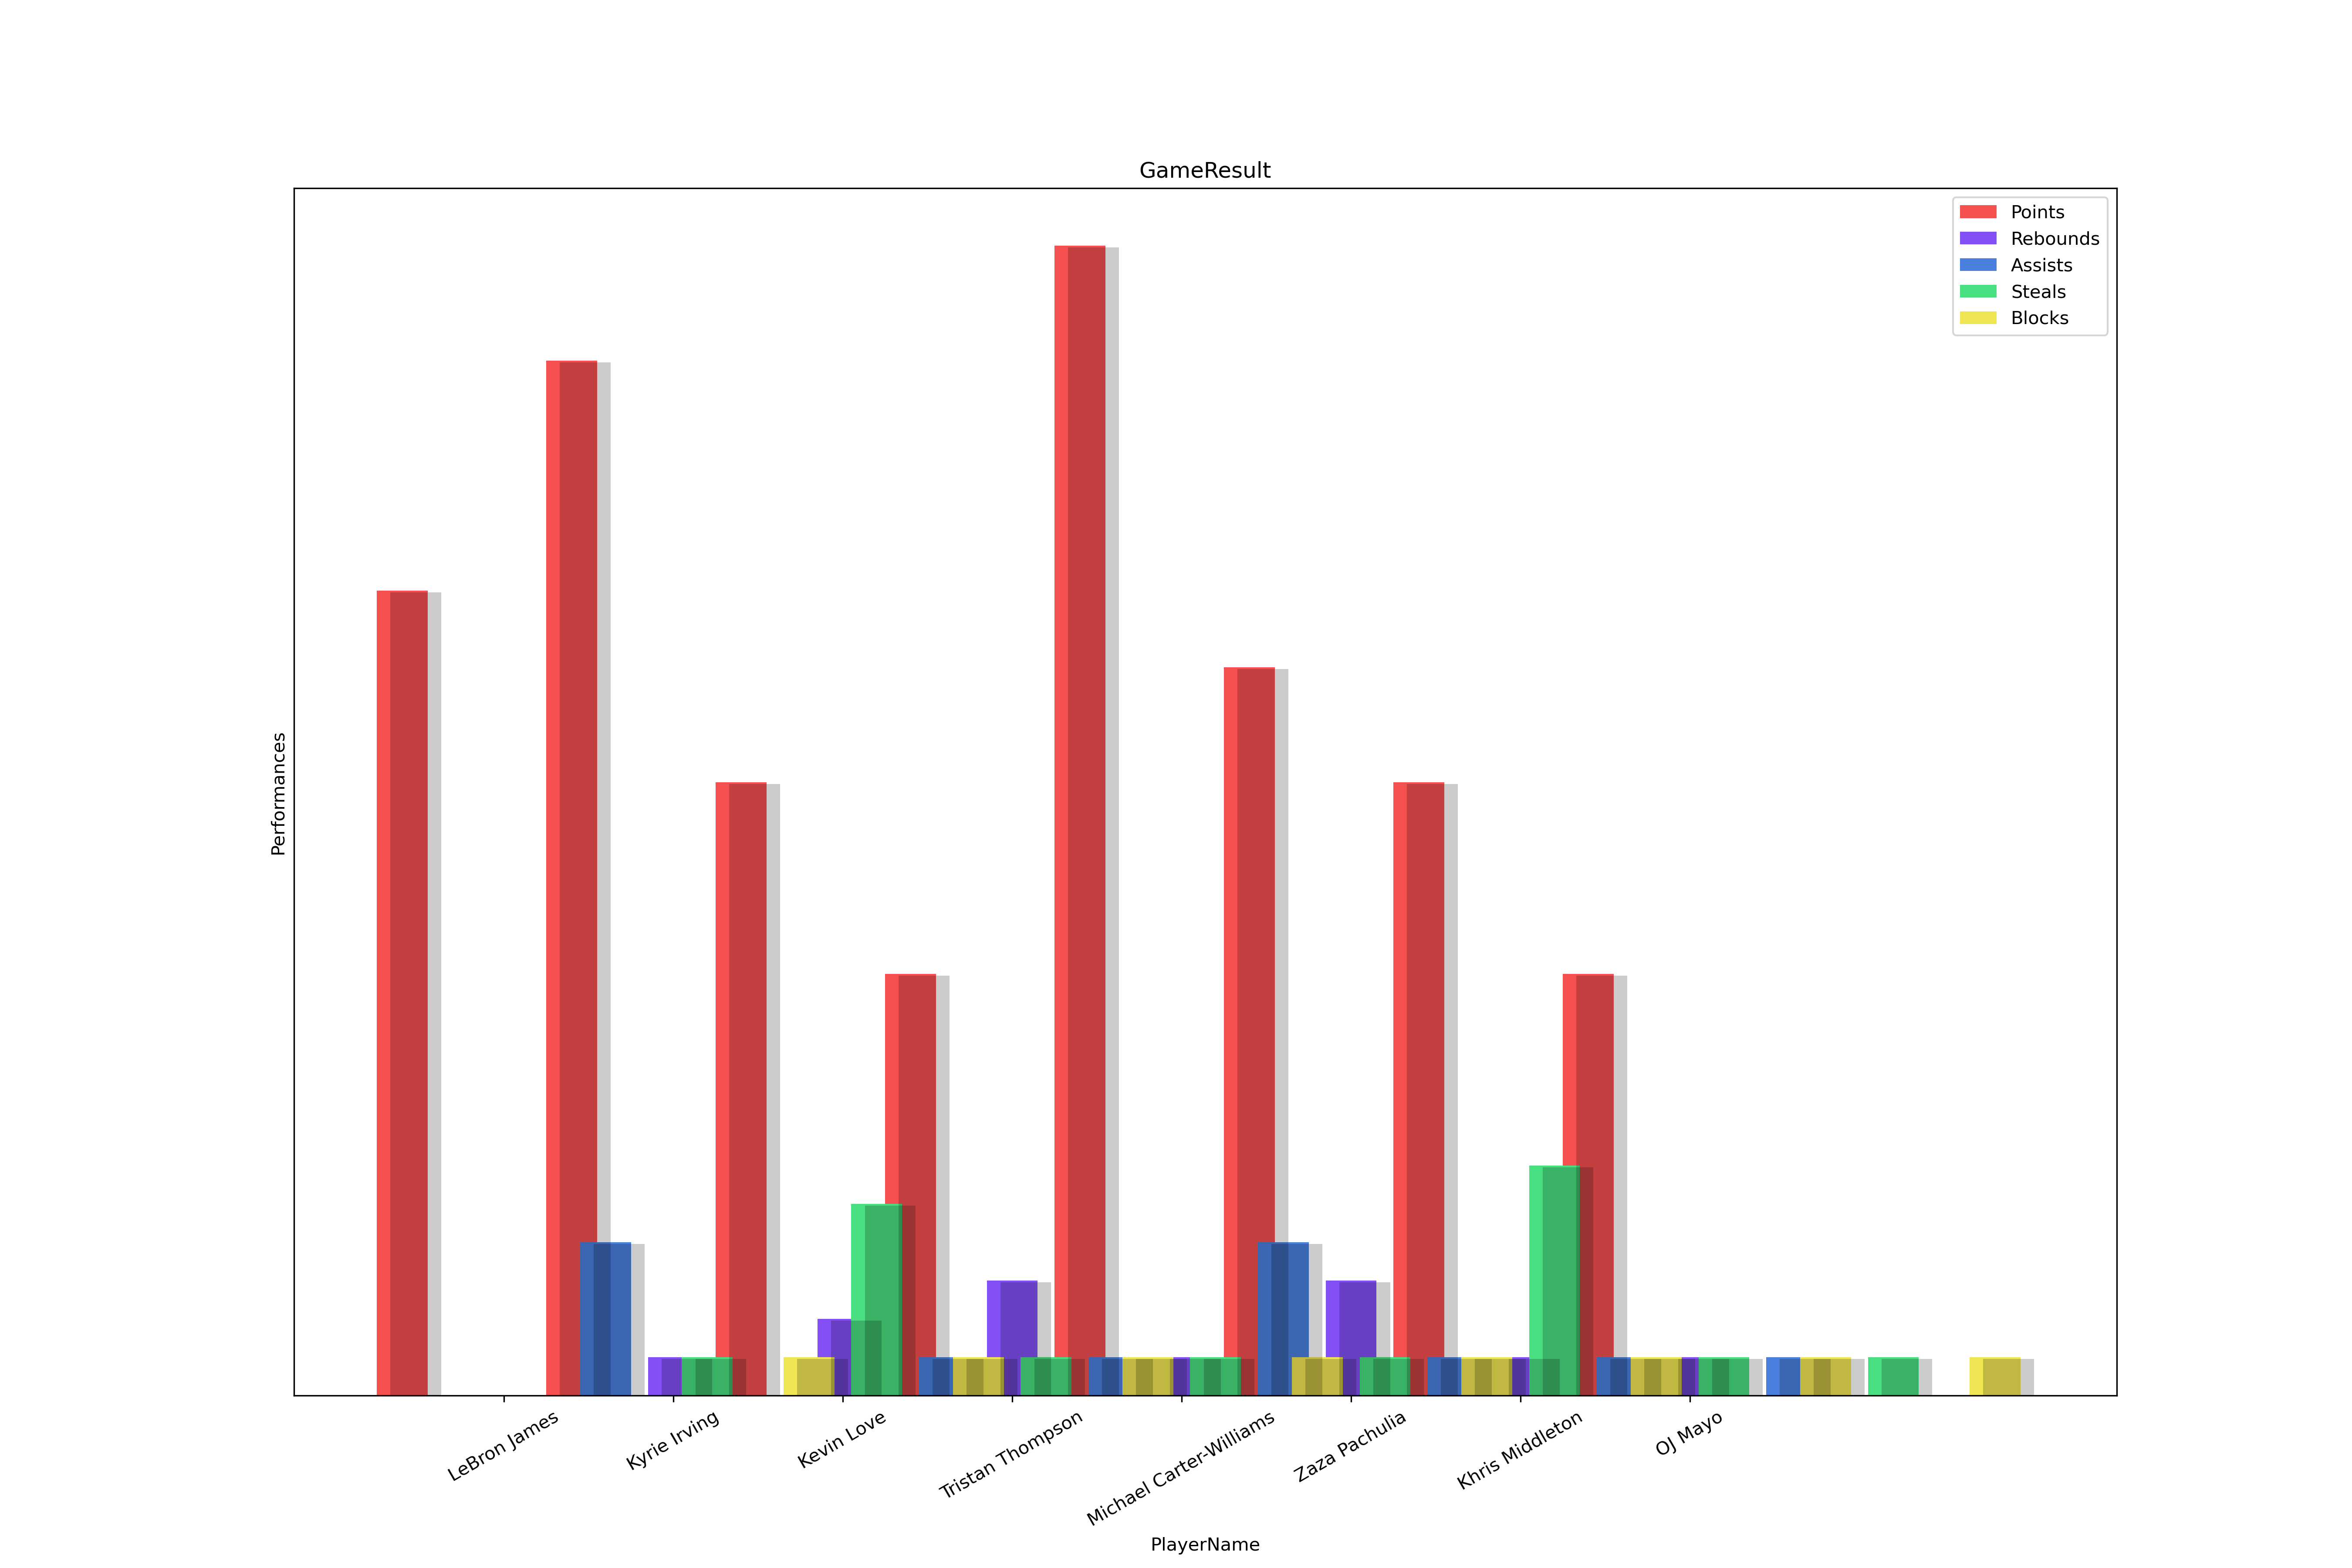 GameResult
Points
Rebounds
Assists
Steals
Blocks
Performances
LeBron James
Kyrie Irving
Kevin Love
Tristan Thompson
Michael Carter-Williams
Zaza Pachulia
Khris Middleton
OJ Mayo
PlayerName